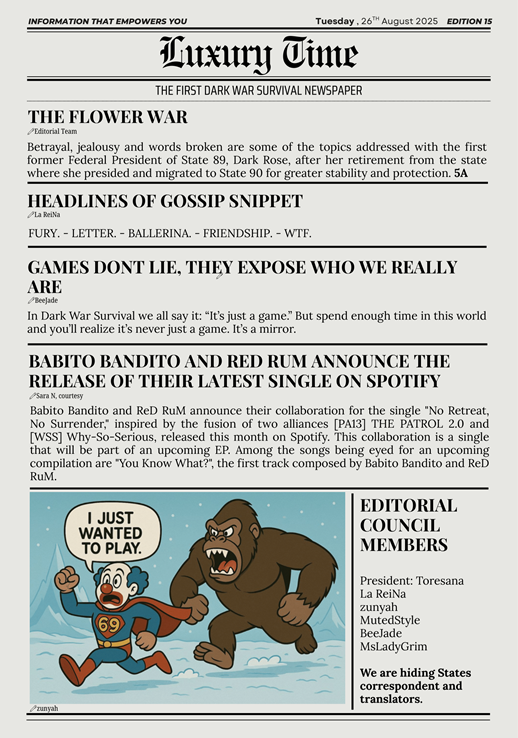 INFORMATION THAT EMPOWERS YOU
Tuesday , 26TH August 2025 EDITION 15
Luxury Time
THE FIRST DARK WAR SURVIVAL NEWSPAPER
THE FLOWER WAR
Editorial Team
Betrayal, jealousy and words broken are some of the topics addressed with the first
former Federal President of State 89, Dark Rose, after her retirement from the state
where she presided and migrated to State 90 for greater stability and protection. 5A
HEADLINES OF GOSSIP SNIPPET
La ReiNa
FURY. - LETTER. - BALLERINA. - FRIENDSHIP. - WTF.
GAMES DONT LIE, THEY EXPOSE WHO WE REALLY
ARE
BeeJade
In Dark War Survival we all say it: “It’s just a game.” But spend enough time in this world
and you’ll realize it’s never just a game. It’s a mirror.
BABITO BANDITO AND RED RUM ANNOUNCE THE
RELEASE OF THEIR LATEST SINGLE ON SPOTIFY
Sara N, courtesy
Babito Bandito and ReD RuM announce their collaboration for the single "No Retreat,
No Surrender," inspired by the fusion of two alliances [PA13] THE PATROL 2.0 and
[WSS] Why-So-Serious, released this month on Spotify. This collaboration is a single
that will be part of an upcoming EP. Among the songs being eyed for an upcoming
compilation are "You Know What?", the first track composed by Babito Bandito and ReD
RuM.
I JUST
WANTED
TO PLAY.
69
zunyah
EDITORIAL
COUNCIL
MEMBERS
President: Toresana
La ReiNa
zunyah
MutedStyle
BeeJade
MsLadyGrim
We are hiding States
correspondent and
translators.